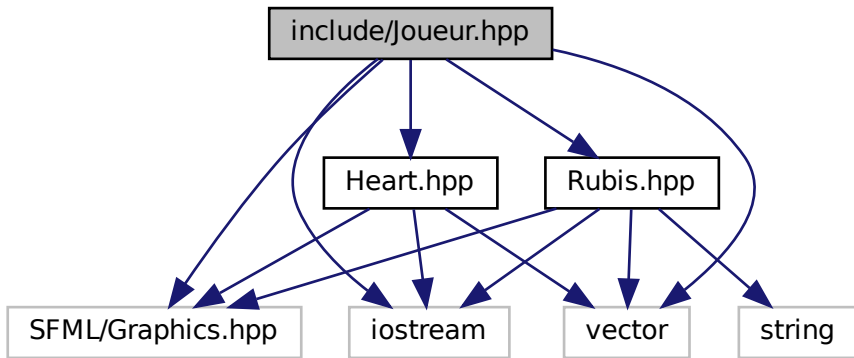 include/Joueur.hpp
Heart.hpp
Rubis.hpp
SFML/Graphics.hpp
iostream
vector
string